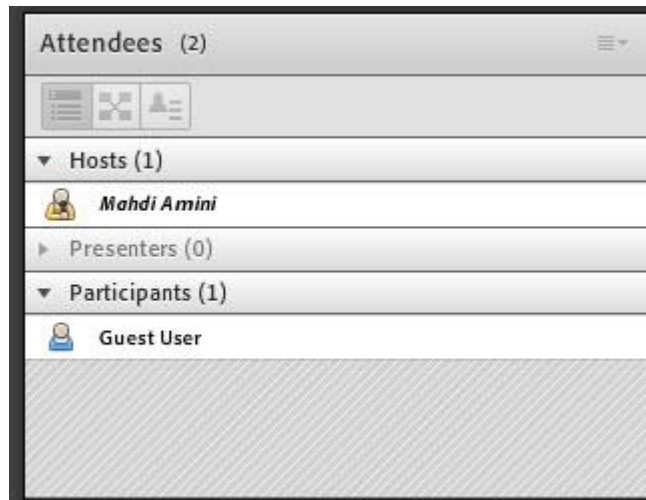 Attendees (2)
Hosts (1)
Mahdi Amini
Presenters (0)
Participants (1)
Guest User